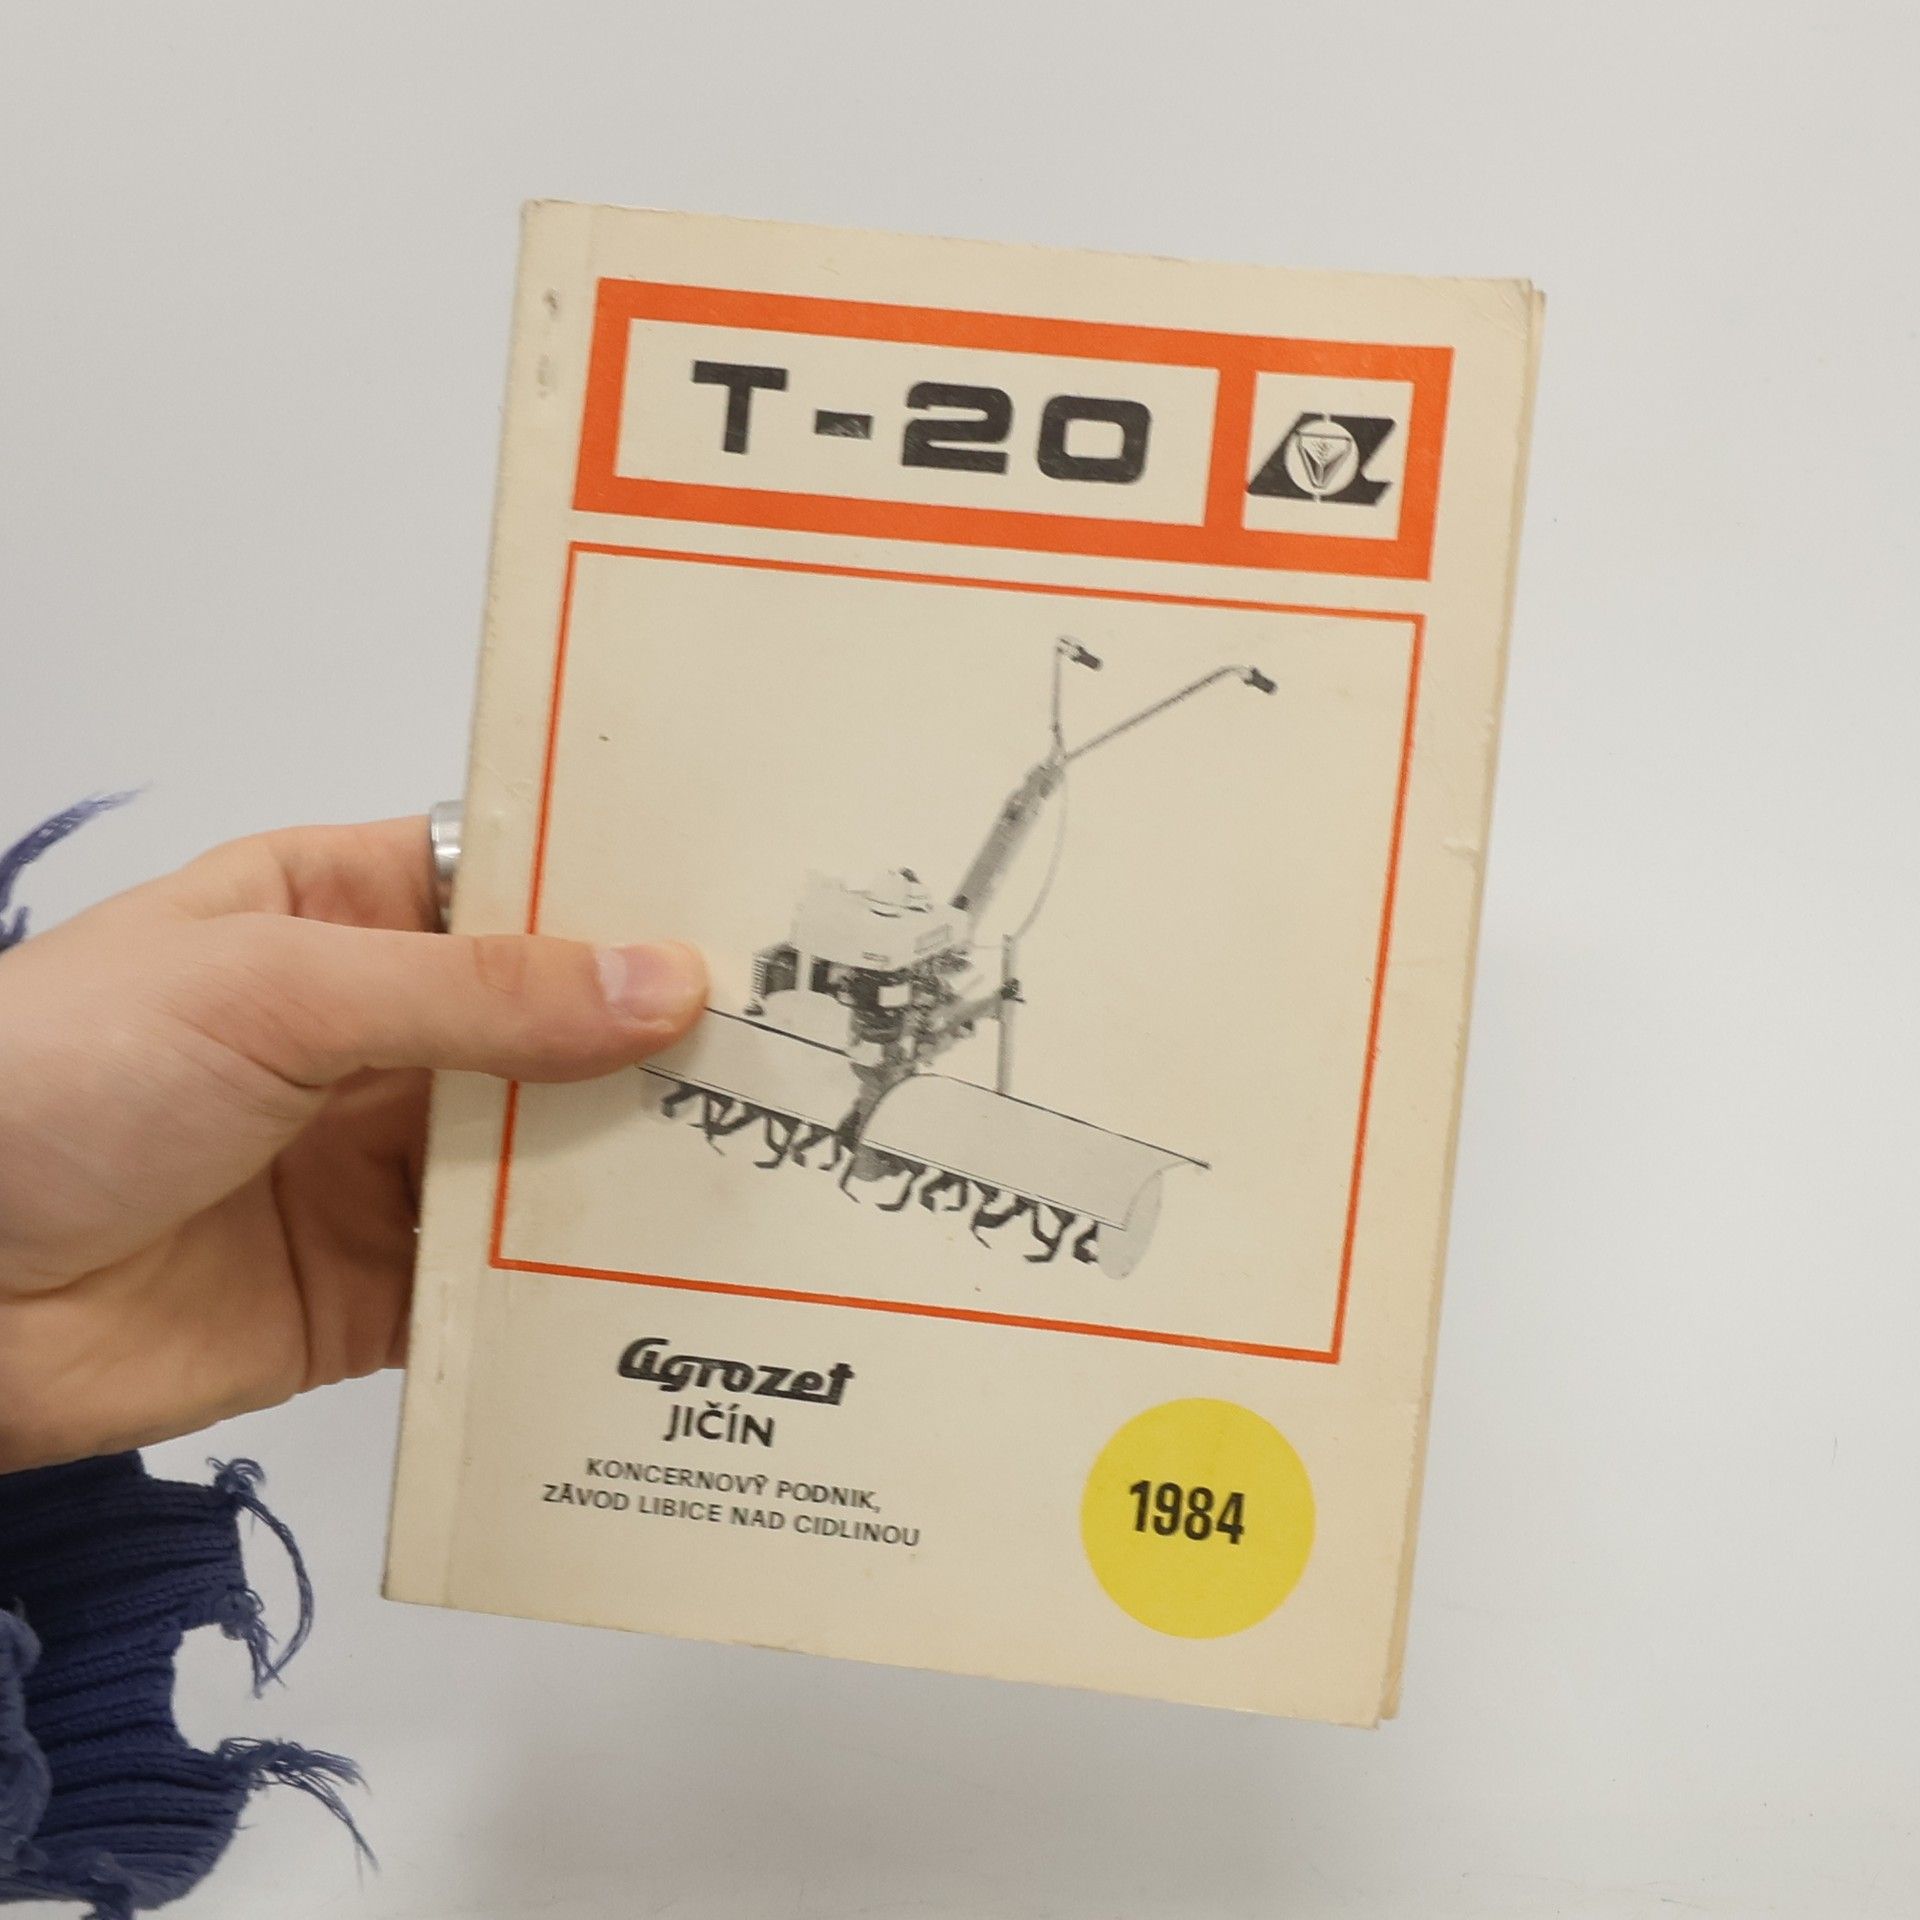 T-20
Agrozet
JIČÍN
KONCERNOVÝ PODNIK,
ZÁVOD LIBICE NAD CIDLINOU
1984